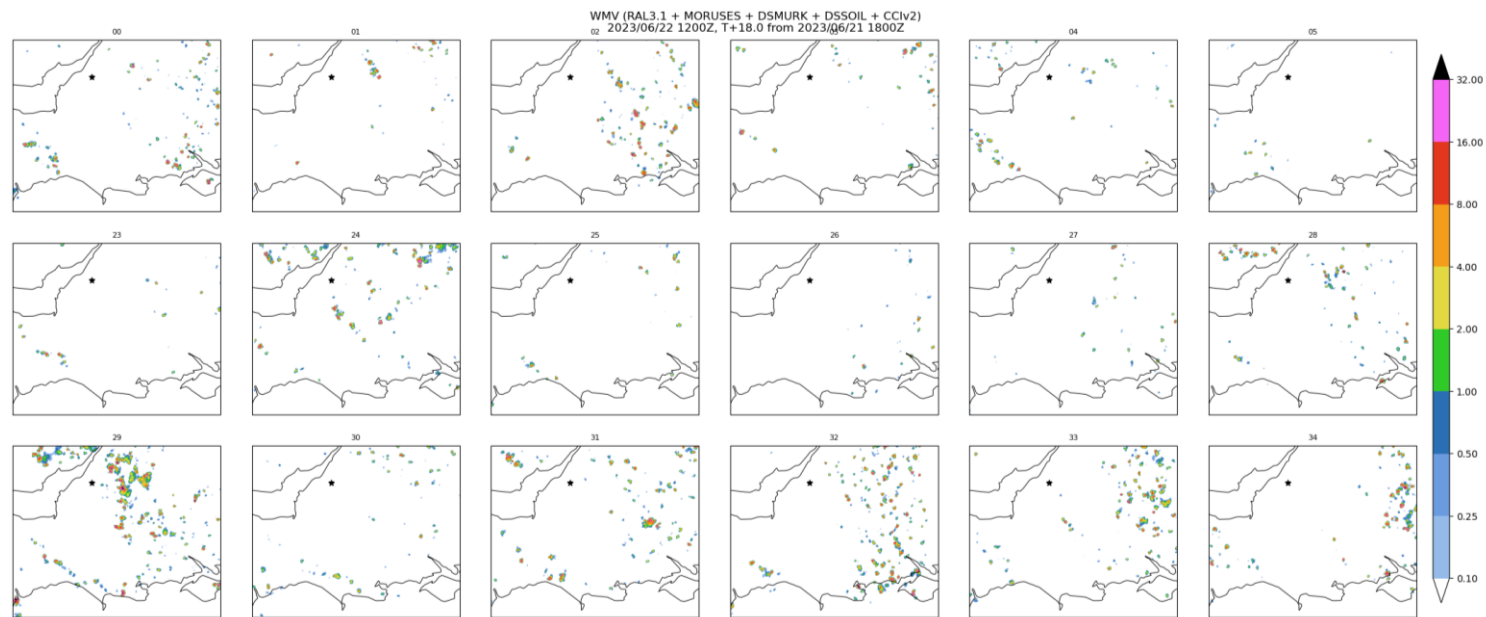 WMV (RAL3.1 + MORUSES + DSMURK + DSSOIL + CCIv2)
2023/06/22 1200Z, T+18.0 from 2023/06/21 1800Z
00 01 02 03 04 05
23 24 25 26 27 28
29 30 31 32 33 34
32.00
16.00
8.00
4.00
2.00
1.00
0.50
0.25
0.10